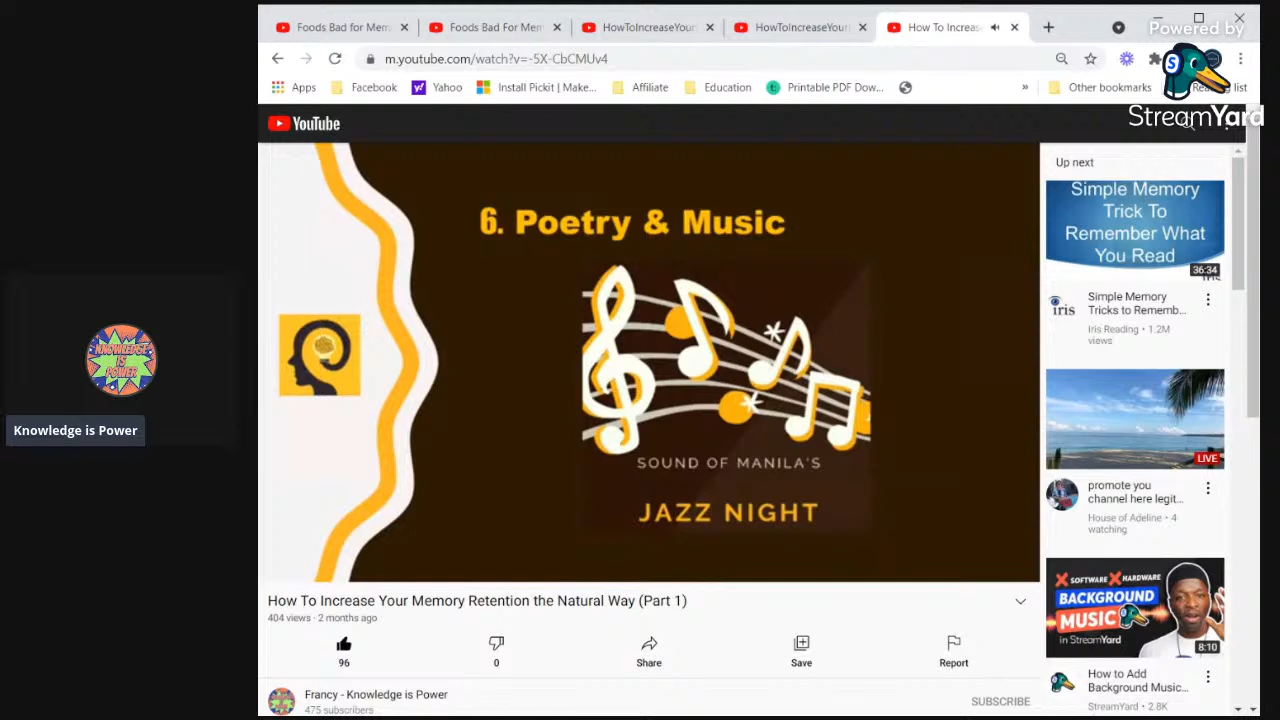 Foods Bad for Mem
Foods Bad For Mem
HowToIncreaseYour
HowToIncreaseYour
How To Increas
Powered by
m.youtube.com/watch?v=-5X-CbCMUv4
Apps
Facebook
Yahoo
Install Pickit | Make...
Affiliate
Education
Printable PDF Dow...
»
Other bookmarks
list
StreamYard
YouTube
Up next
6. Poetry & Music
SOUND OF MANILA'S
JAZZ NIGHT
KNOWLEDGE
IS
POWER
Knowledge is Power
Simple Memory
Trick To
Remember What
You Read
36:34
iris
Simple Memory
Tricks to Rememb...
Iris Reading • 1.2M
views
LIVE
promote you
channel here legit...
House of Adeline • 4
watching
SOFTWARE HARDWARE
BACKGROUND
MUSIC
in StreamYard
8:10
How to Add
Background Music...
StreamYard • 2.8K
How To Increase Your Memory Retention the Natural Way (Part 1)
404 views · 2 months ago
96
0
Share
Save
Report
Francy - Knowledge is Power
475 subscribers
SUBSCRIBE